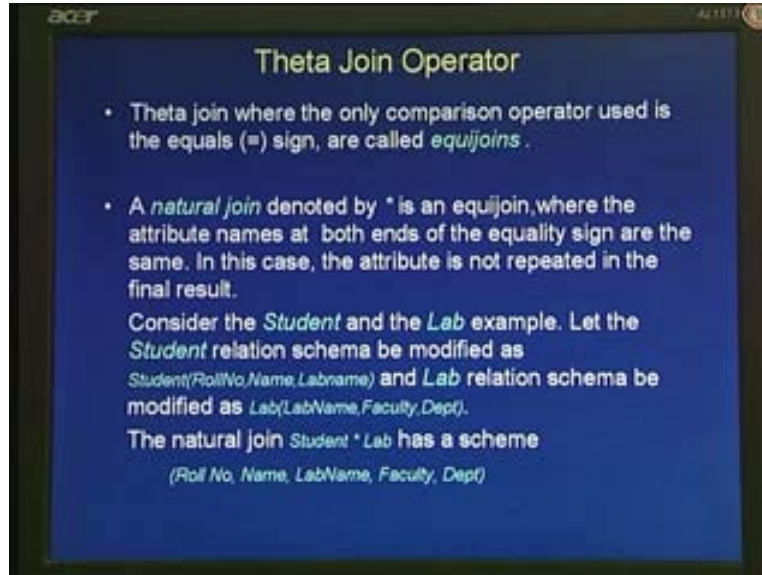 acer
Theta Join Operator
• Theta join where the only comparison operator used is
the equals (=) sign, are called equijoins .
• A natural join denoted by * is an equijoin,where the
attribute names at both ends of the equality sign are the
same. In this case, the attribute is not repeated in the
final result.
Consider the Student and the Lab example. Let the
Student relation schema be modified as
Student(RollNo,Name,Labname) and Lab relation schema be
modified as Lab(LabName,Faculty,Dept).
The natural join Student * Lab has a scheme
(Roll No, Name, LabName, Faculty, Dept)